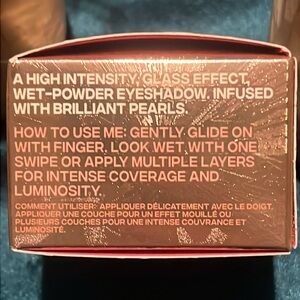 A HIGH INTENSITY, GLASS EFFECT,
WET-POWDER EYESHADOW. INFUSED
WITH BRILLIANT PEARLS.
HOW TO USE ME: GENTLY GLIDE ON
WITH FINGER. LOOK WET WITH ONE
SWIPE OR APPLY MULTIPLE LAYERS
FOR INTENSE COVERAGE AND
LUMINOSITY.
COMMENT UTILISER: APPLIQUER DÉLICATEMENT AVEC LE DOIGT.
APPLIQUER UNE COUCHE POUR UN EFFET MOUILLÉ OU
PLUSIEURS COUCHES POUR UNE INTENSE COUVRANCE ET
LUMINOSITÉ.